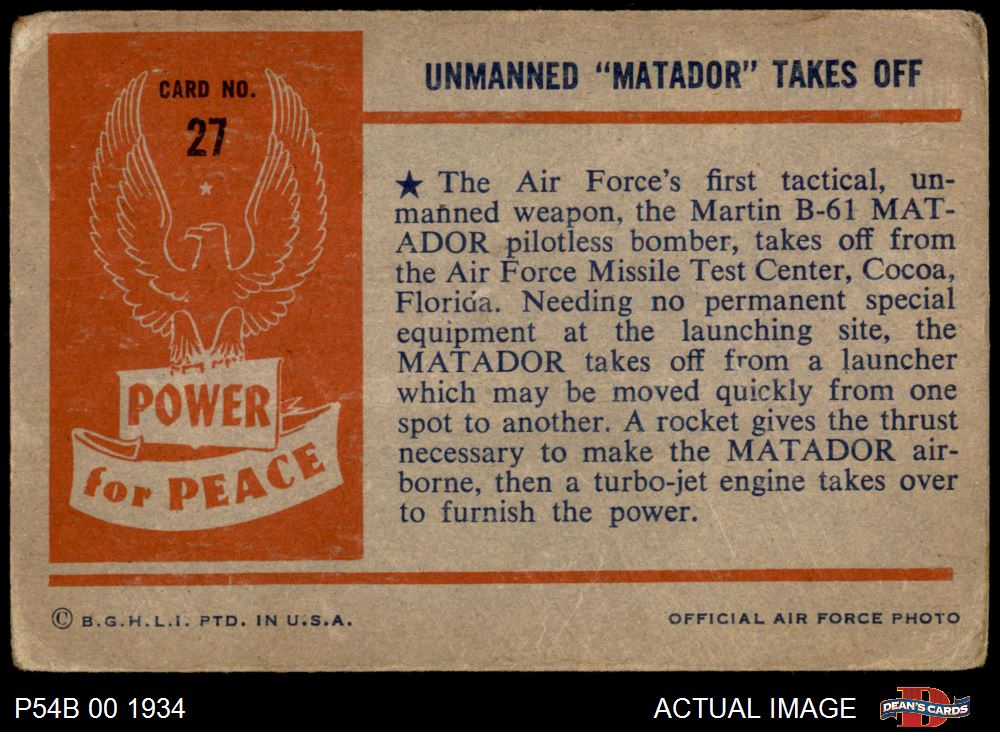 CARD NO.
27
POWER
for PEACE
UNMANNED “MATADOR” TAKES OFF
★ The Air Force's first tactical, un-
manned weapon, the Martin B-61 MAT-
ADOR pilotless bomber, takes off from
the Air Force Missile Test Center, Cocoa,
Florida. Needing no permanent special
equipment at the launching site, the
MATADOR takes off from a launcher
which may be moved quickly from one
spot to another. A rocket gives the thrust
necessary to make the MATADOR air-
borne, then a turbo-jet engine takes over
to furnish the power.
© B.G.H.L.I. PTD. IN U.S.A.
OFFICIAL AIR FORCE PHOTO
P54B 00 1934
ACTUAL IMAGE
D
DEAN'S CARDS